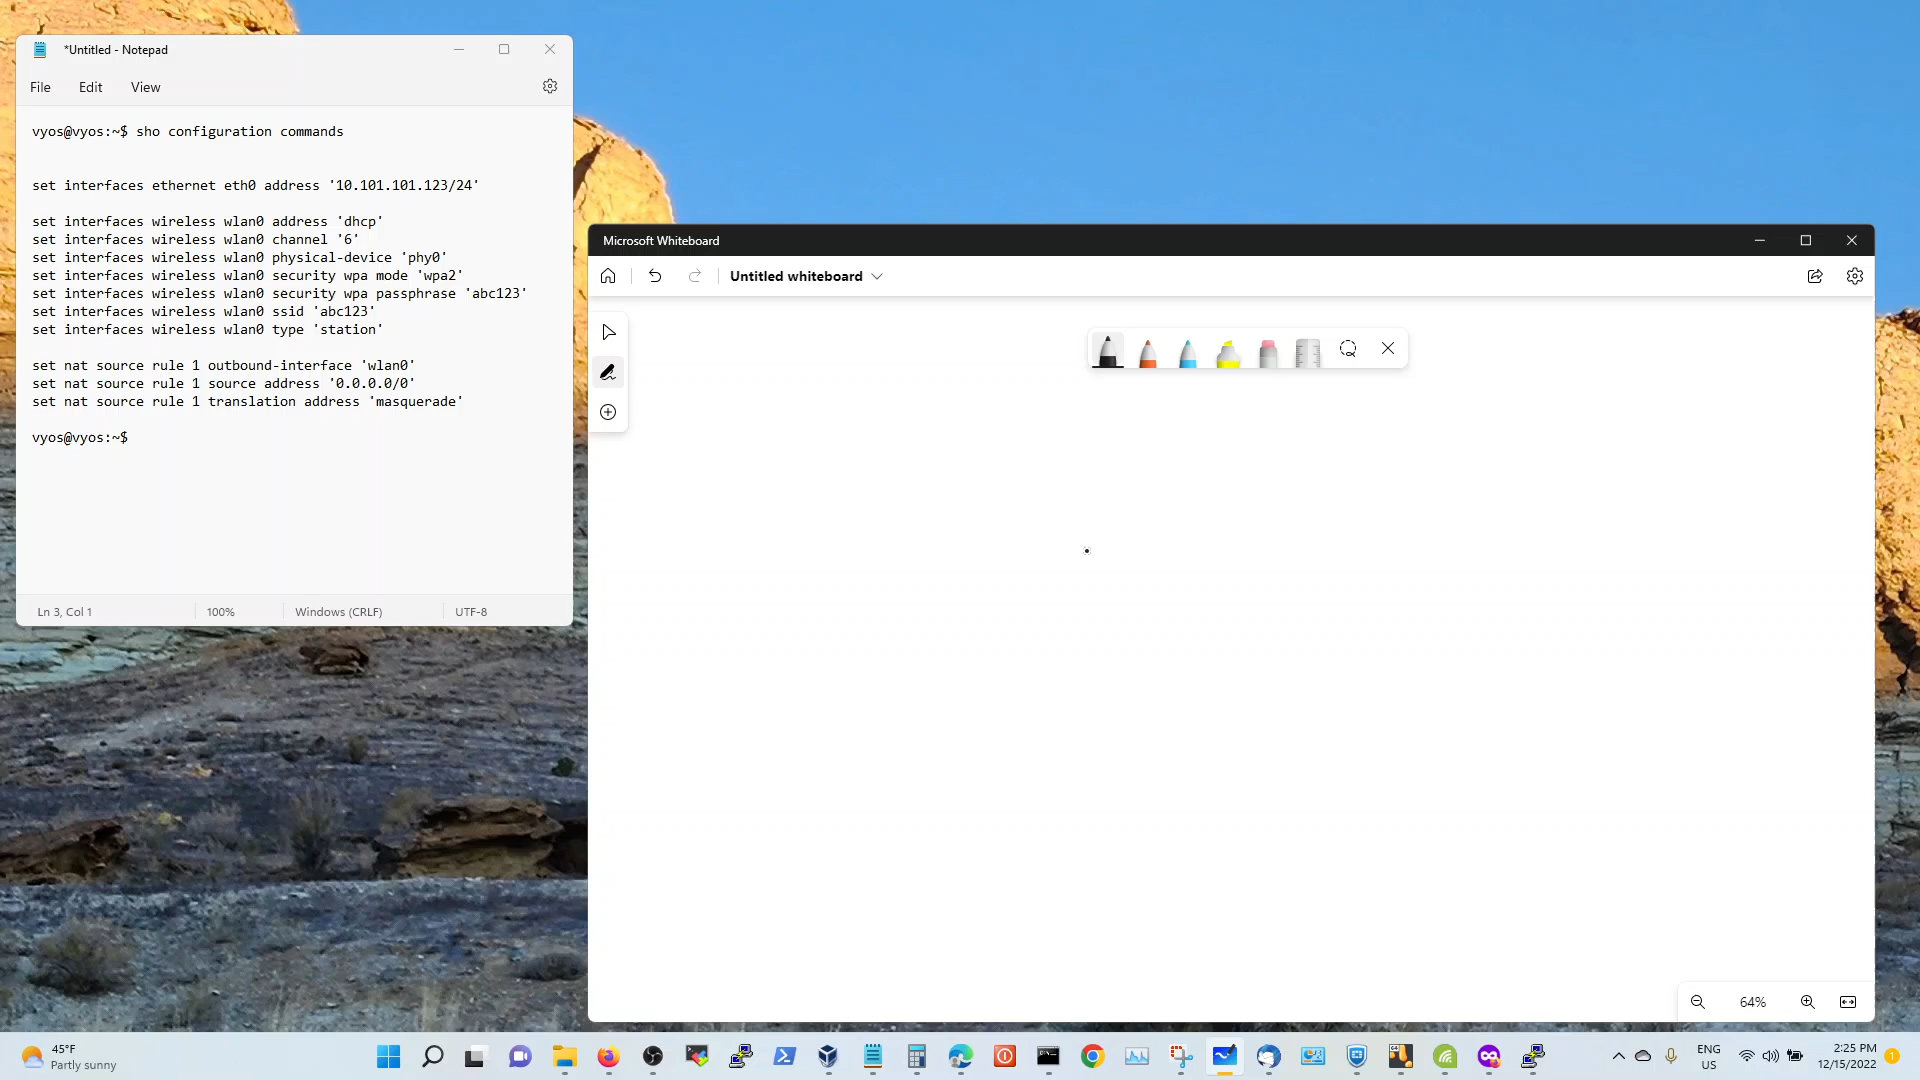 *Untitled - Notepad
File Edit View
vyos@vyos:~$ sho configuration commands
set interfaces ethernet eth0 address '10.101.101.123/24'
set interfaces wireless wlan0 address 'dhcp'
set interfaces wireless wlan0 channel '6'
set interfaces wireless wlan0 physical-device 'phy0'
set interfaces wireless wlan0 security wpa mode 'wpa2'
set interfaces wireless wlan0 security wpa passphrase 'abc123'
set interfaces wireless wlan0 ssid 'abc123'
set interfaces wireless wlan0 type 'station'
set nat source rule 1 outbound-interface 'wlan0'
set nat source rule 1 source address '0.0.0.0/0'
set nat source rule 1 translation address 'masquerade'
vyos@vyos:~$
Ln 3, Col 1 100% Windows (CRLF) UTF-8
Microsoft Whiteboard
Untitled whiteboard
64%
45°F
Partly sunny
ENG
US
2:25 PM
12/15/2022
1